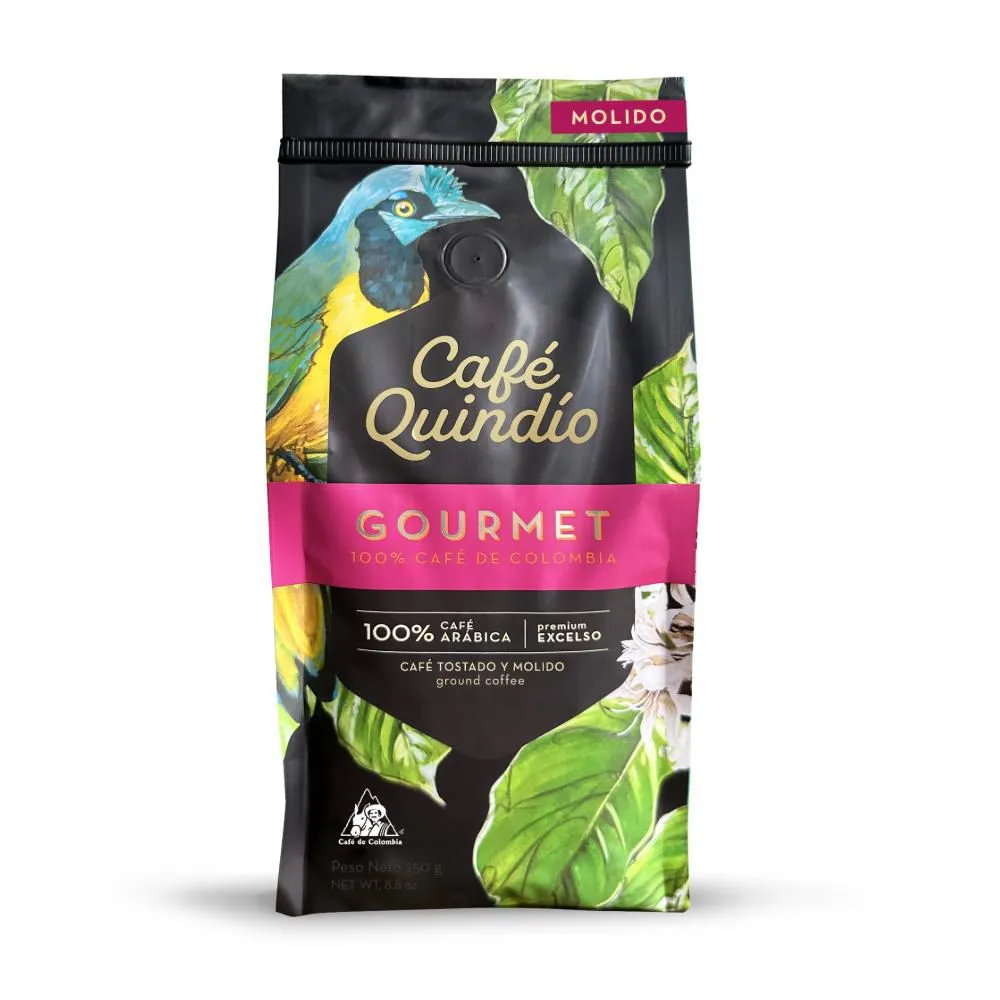 MOLIDO
Café
Quindío
GOURMET
100% CAFÉ DE COLOMBIA
100% CAFÉ ARÁBICA | premium EXCELSO
CAFÉ TOSTADO Y MOLIDO
ground coffee
Café de Colombia
Peso Neto 250 g
NET WT. 8.8 oz